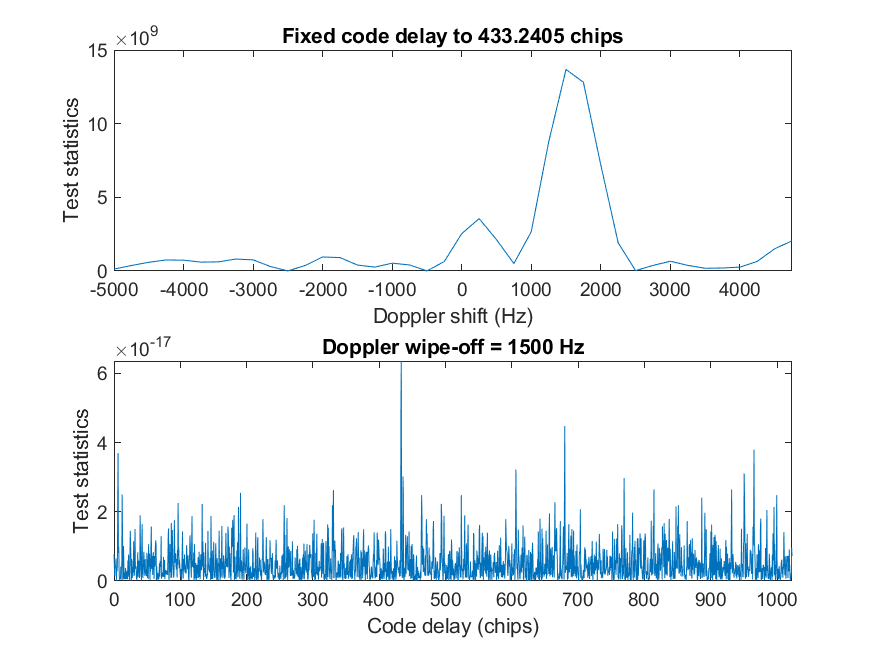 Fixed code delay to 433.2405 chips
×10^9
15
10
5
0
Test statistics
-5000 -4000 -3000 -2000 -1000 0 1000 2000 3000 4000
Doppler shift (Hz)
Doppler wipe-off = 1500 Hz
×10^-17
6
4
2
0
Test statistics
0 100 200 300 400 500 600 700 800 900 1000
Code delay (chips)